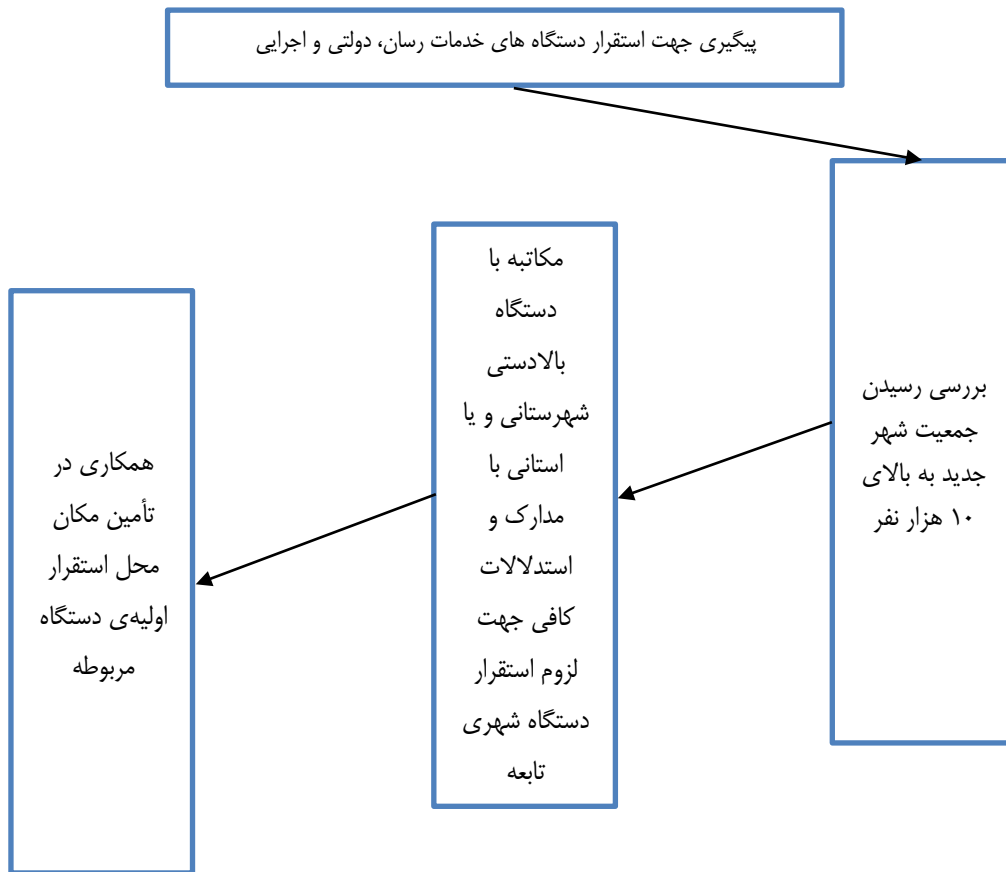 پیگیری جهت استقرار دستگاه های خدمات رسان، دولتی و اجرایی
بررسی رسیدن
جمعیت شهر
جدید به بالای
۱۰ هزار نفر
مکاتبه با
دستگاه
بالادستی
شهرستانی و یا
استانی با
مدارک و
استدلالات
کافی جهت
لزوم استقرار
دستگاه شهری
تابعه
همکاری در
تأمین مکان
محل استقرار
اولیه‌ی دستگاه
مربوطه